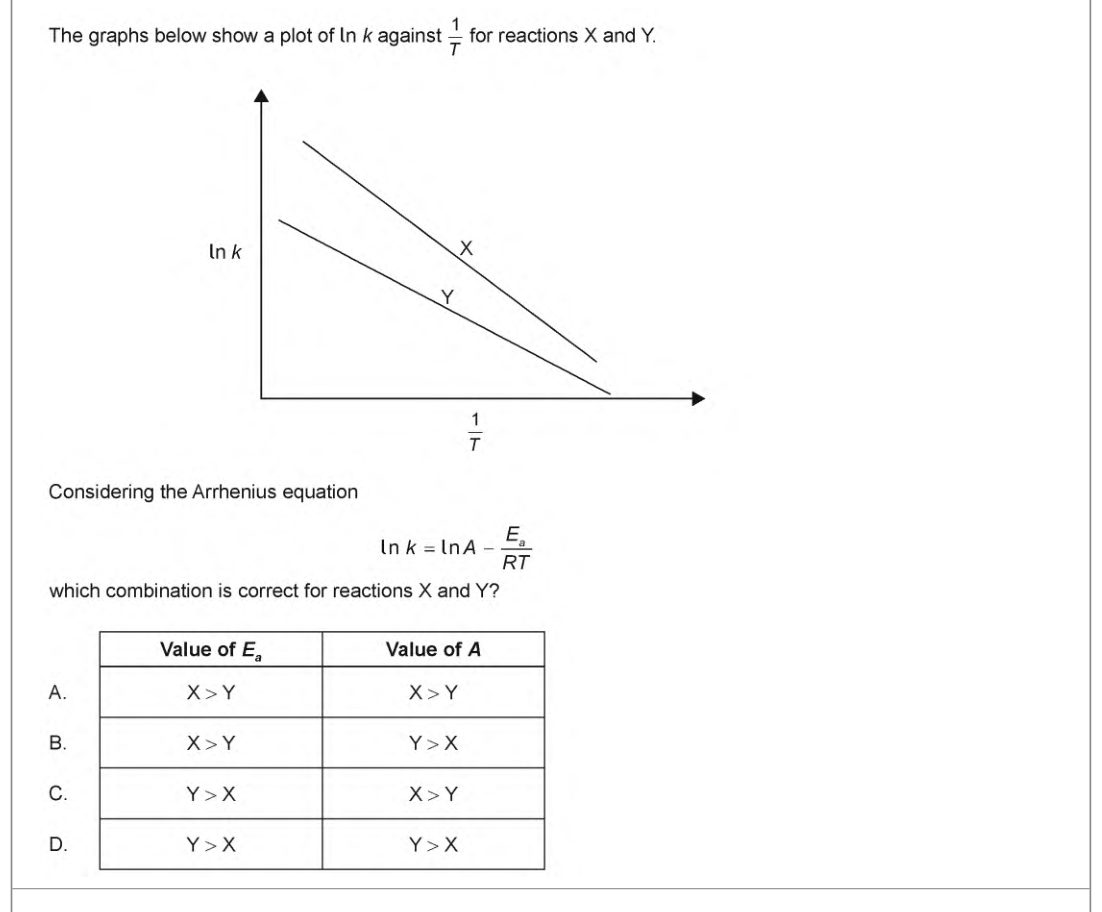 The graphs below show a plot of ln k against 1/T for reactions X and Y.
X
ln k
Y
1/T
Considering the Arrhenius equation
ln k = ln A – Eₐ/RT
which combination is correct for reactions X and Y?
Value of Eₐ Value of A
A. X > Y X > Y
B. X > Y Y > X
C. Y > X X > Y
D. Y > X Y > X